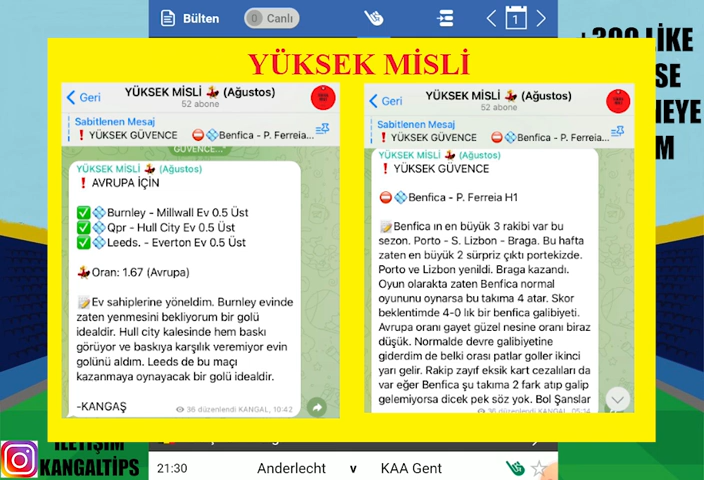 Bülten
0 Canlı
1
+300 LİKE
YÜKSEK MİSLİ
Geri
YÜKSEK MİSLİ (Ağustos)
52 abone
Sabitlenen Mesaj
YÜKSEK GÜVENCE Benfica - P. Ferreia...
GÜVENCE...
YÜKSEK MİSLİ (Ağustos)
AVRUPA İÇİN
Burnley - Millwall Ev 0.5 Üst
Qpr - Hull City Ev 0.5 Üst
Leeds. - Everton Ev 0.5 Üst
Oran: 1.67 (Avrupa)
Ev sahiplerine yöneldim. Burnley evinde
zaten yenmesini bekliyorum bir golü
idealdir. Hull city kalesinde hem baskı
görüyor ve baskıya karşılık veremiyor evin
golünü aldım. Leeds de bu maçı
kazanmaya oynayacak bir golü idealdir.
-KANGAŞ
36 düzenlendi KANGAL, 10:42
Geri
YÜKSEK MİSLİ (Ağustos)
52 abone
Sabitlenen Mesaj
YÜKSEK GÜVENCE Benfica - P. Ferreia...
YÜKSEK MİSLİ (Ağustos)
YÜKSEK GÜVENCE
Benfica - P. Ferreia H1
Benfica ın en büyük 3 rakibi var bu
sezon. Porto - S. Lizbon - Braga. Bu hafta
zaten en büyük 2 sürpriz çıktı portekizde.
Porto ve Lizbon yenildi. Braga kazandı.
Oyun olarakta zaten Benfica normal
oyununu oynarsa bu takıma 4 atar. Skor
beklentimde 4-0 lık bir benfica galibiyeti.
Avrupa oranı gayet güzel nesine oranı biraz
düşük. Normalde devre galibiyetine
giderdim de belki orası patlar goller ikinci
yarı gelir. Rakip zayıf eksik kart cezalıları da
var eğer Benfica şu takıma 2 fark atıp galip
gelemiyorsa dicek pek söz yok. Bol Şanslar
36 düzenlendi KANGAL, 05:14
İLETİŞİM
KANGALTİPS
21:30 Anderlecht v KAA Gent